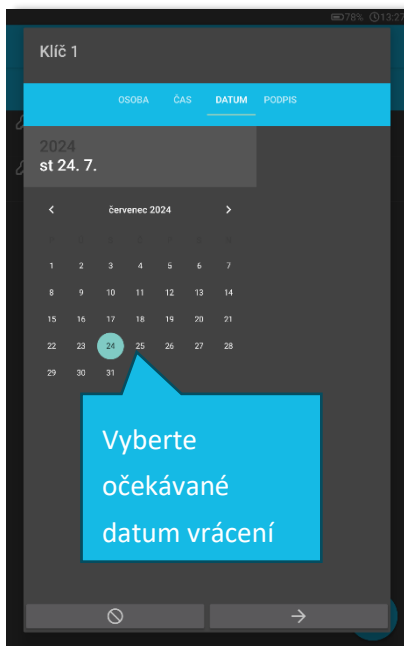 78% 13:27
Klíč 1
OSOBA ČAS DATUM PODPIS
2024
st 24. 7.
červenec 2024
1 2 3 4 5 6 7
8 9 10 11 12 13 14
15 16 17 18 19 20 21
22 23 24 25 26 27 28
29 30 31
Vyberte
očekávané
datum vrácení